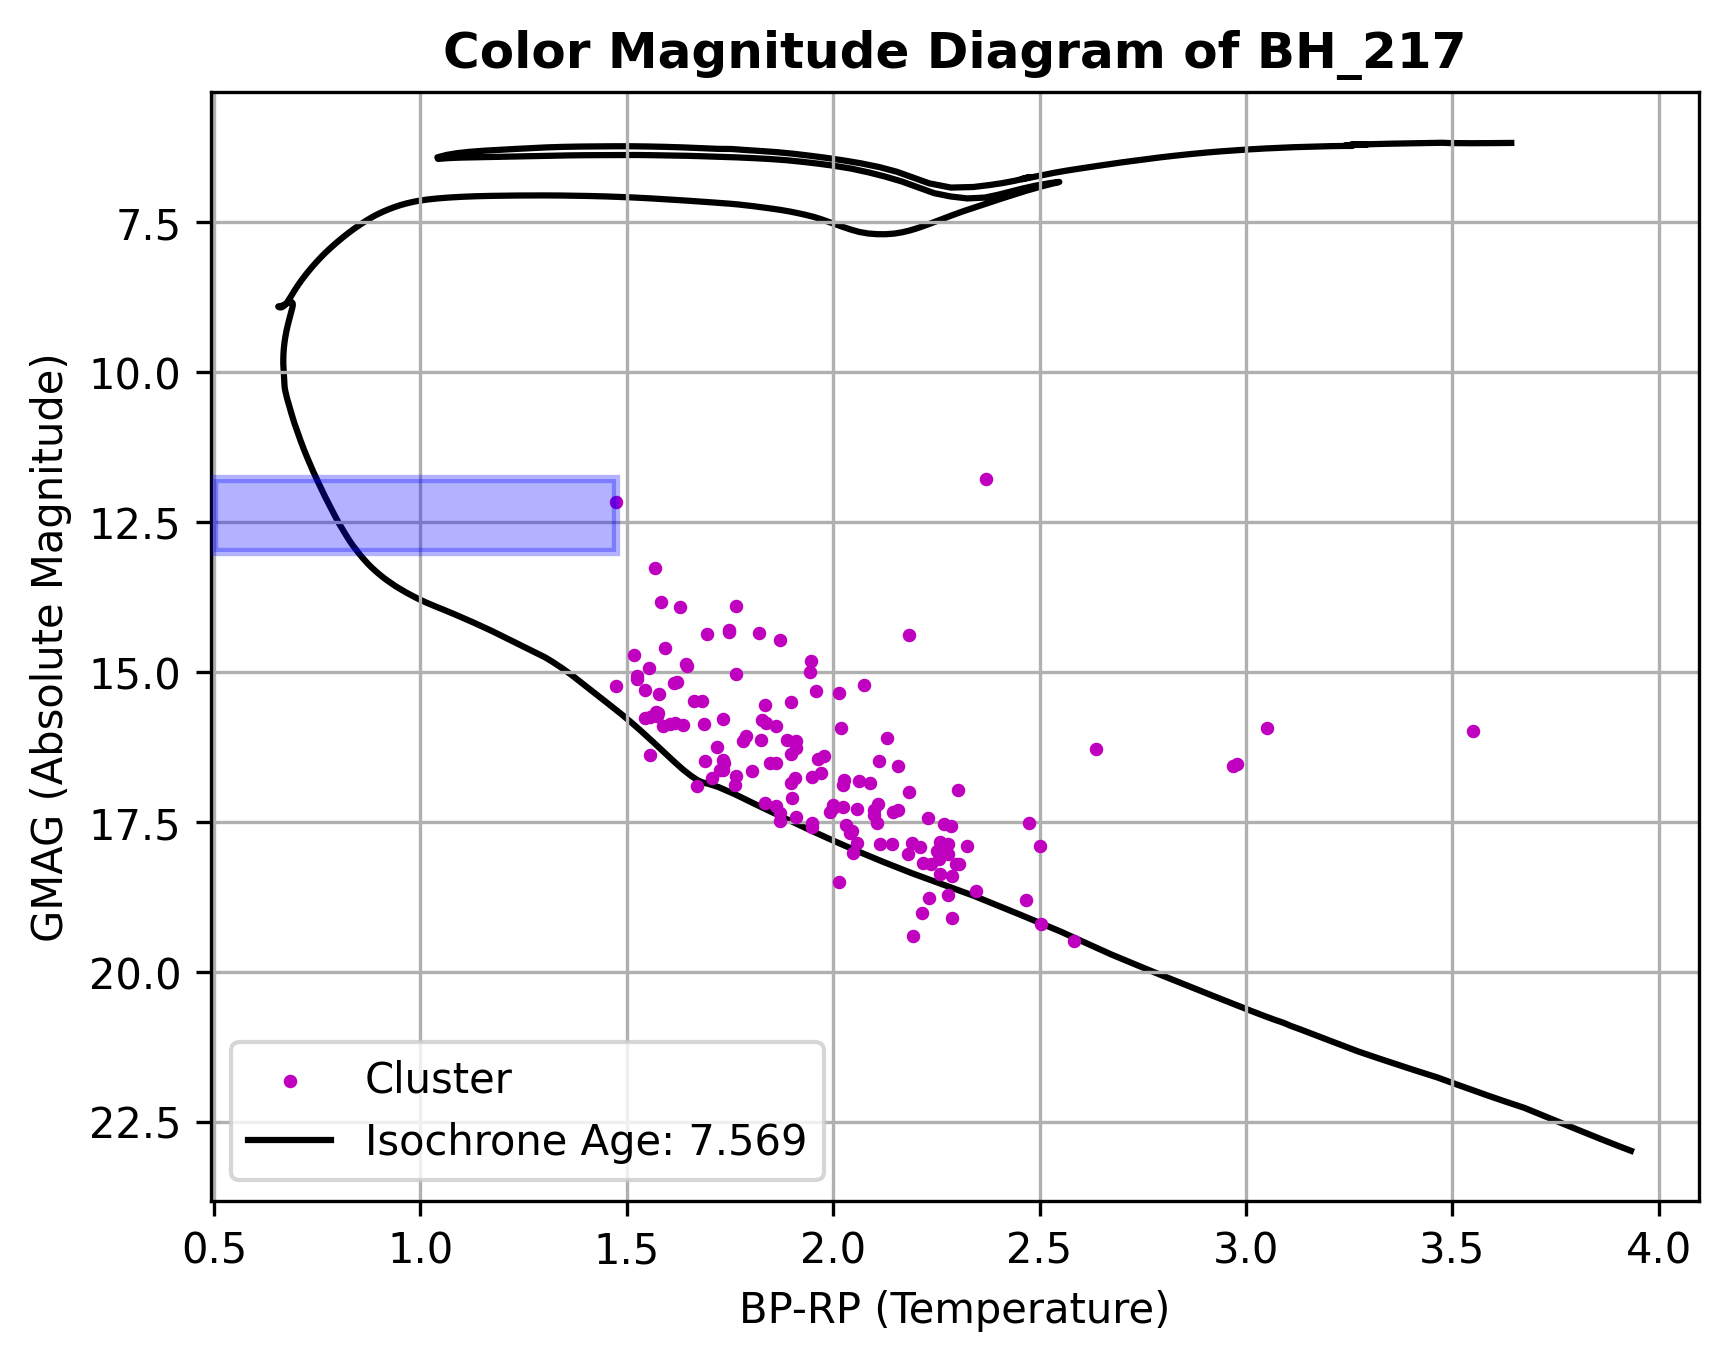 Color Magnitude Diagram of BH_217
GMAG (Absolute Magnitude)
7.5
10.0
12.5
15.0
17.5
20.0
22.5
Cluster
Isochrone Age: 7.569
0.5 1.0 1.5 2.0 2.5 3.0 3.5 4.0
BP-RP (Temperature)